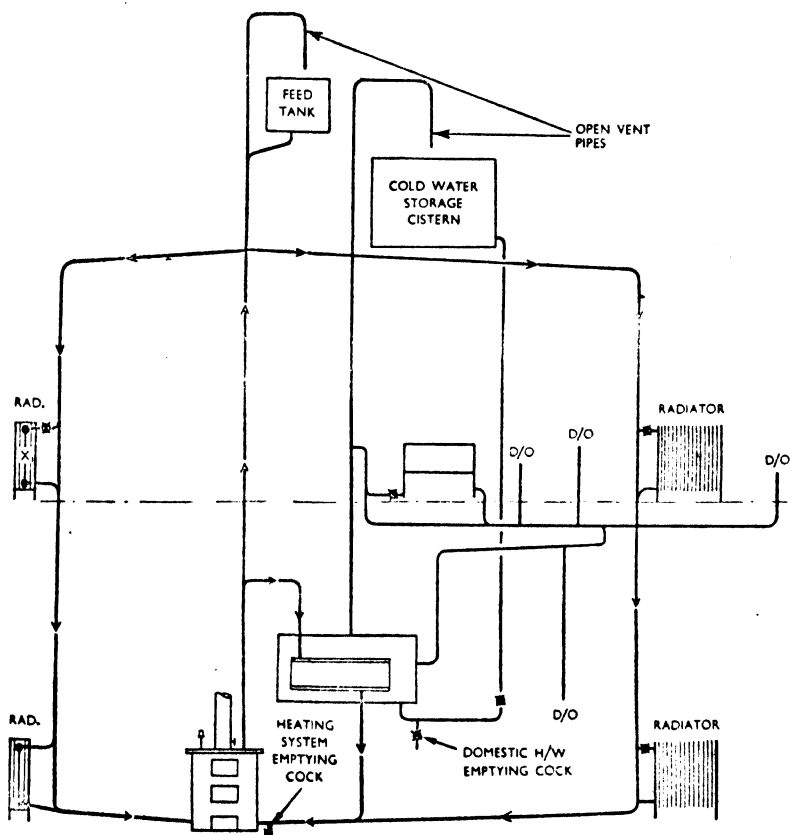 FEED
TANK
OPEN VENT
PIPES
COLD WATER
STORAGE
CISTERN
RAD.
RADIATOR
D/O
D/O
D/O
X
D/O
RAD.
HEATING
SYSTEM
EMPTYING
COCK
DOMESTIC H/W
EMPTYING COCK
RADIATOR